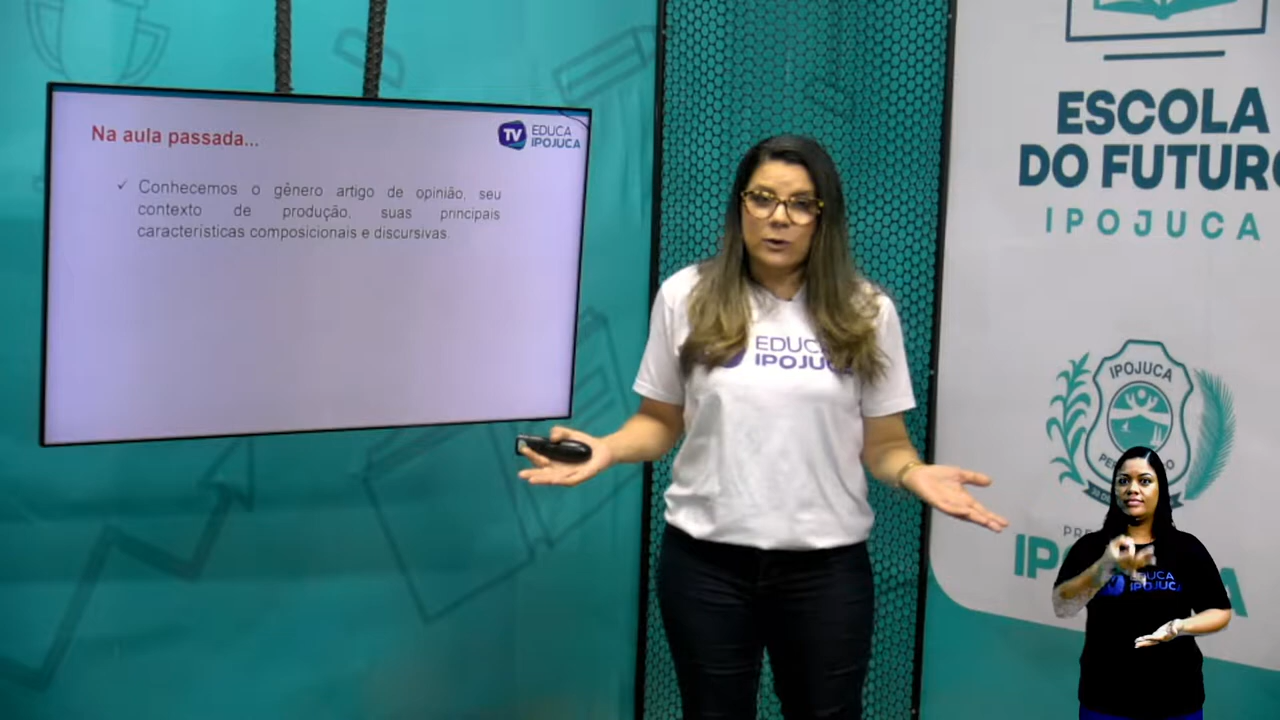 Na aula passada...
TV
EDUCA
IPOJUCA
✓ Conhecemos o gênero artigo de opinião, seu
contexto de produção, suas principais
características composicionais e discursivas.
EDUCA
IPOJUCA
ESCOLA
DO FUTURO
IPOJUCA
IPOJUCA
EDUCA
IPOJUCA